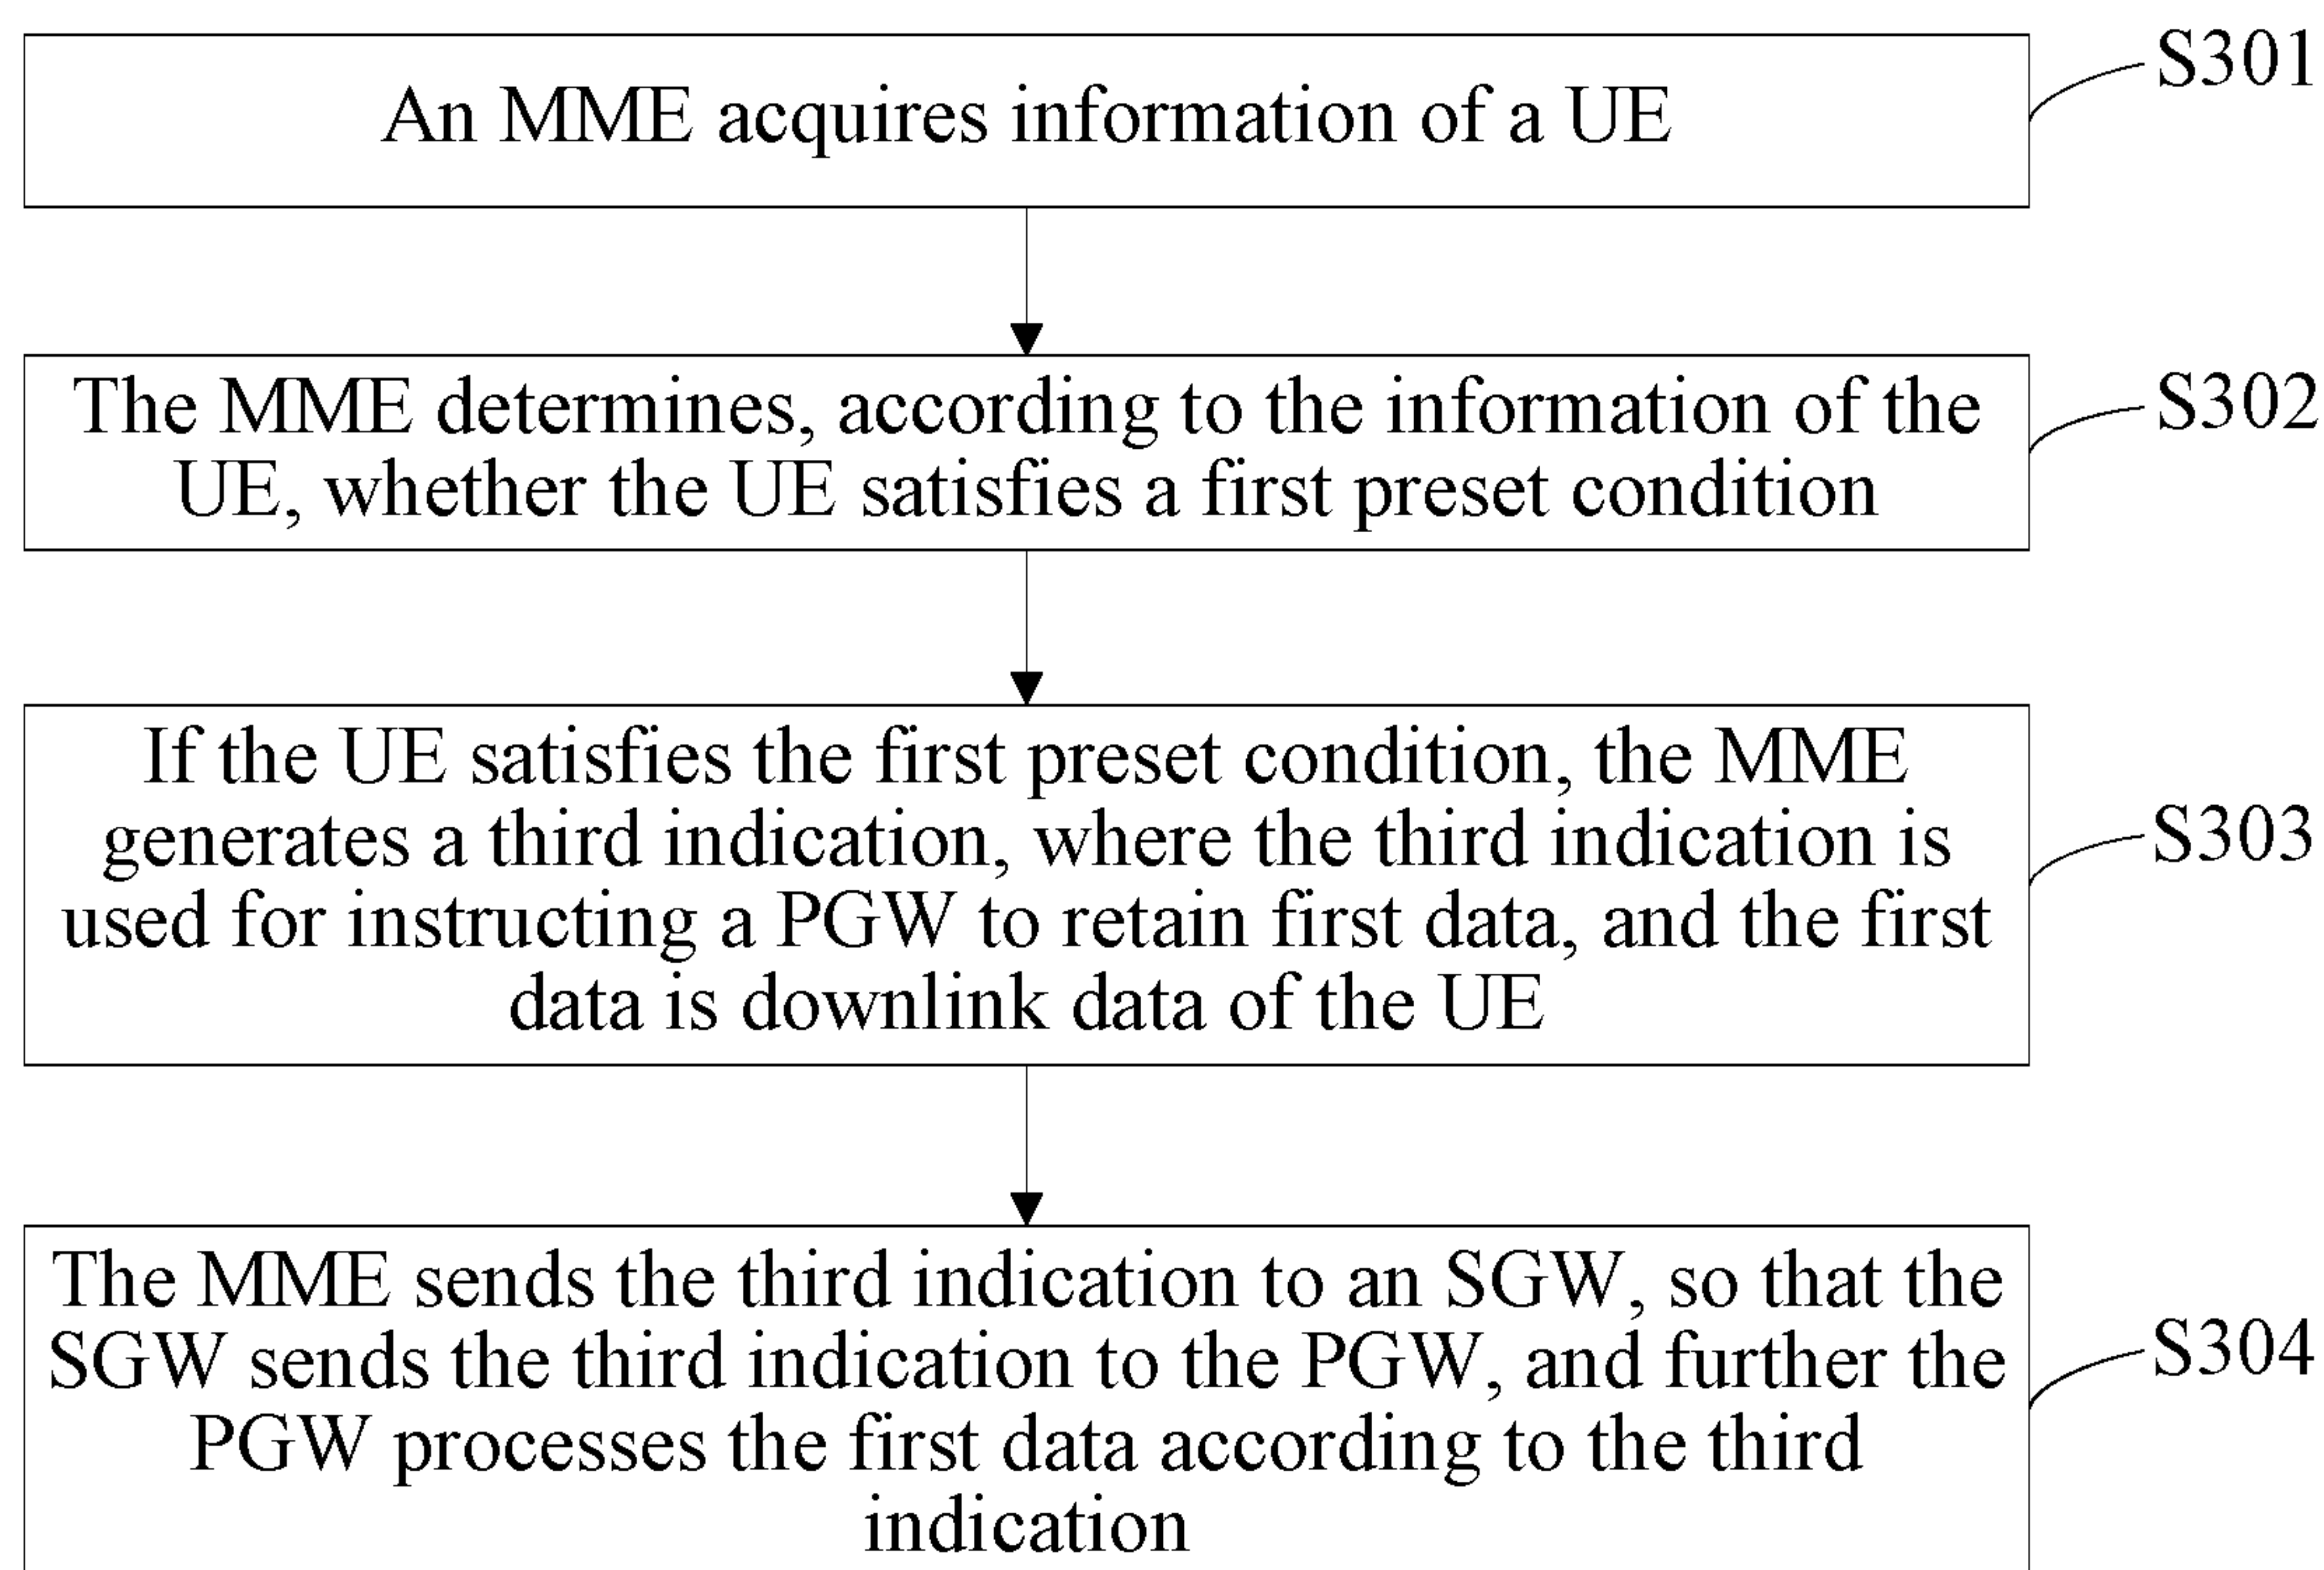 An MME acquires information of a UE
S301
The MME determines, according to the information of the
UE, whether the UE satisfies a first preset condition
S302
If the UE satisfies the first preset condition, the MME
generates a third indication, where the third indication is
used for instructing a PGW to retain first data, and the first
data is downlink data of the UE
S303
The MME sends the third indication to an SGW, so that the
SGW sends the third indication to the PGW, and further the
PGW processes the first data according to the third
indication
S304